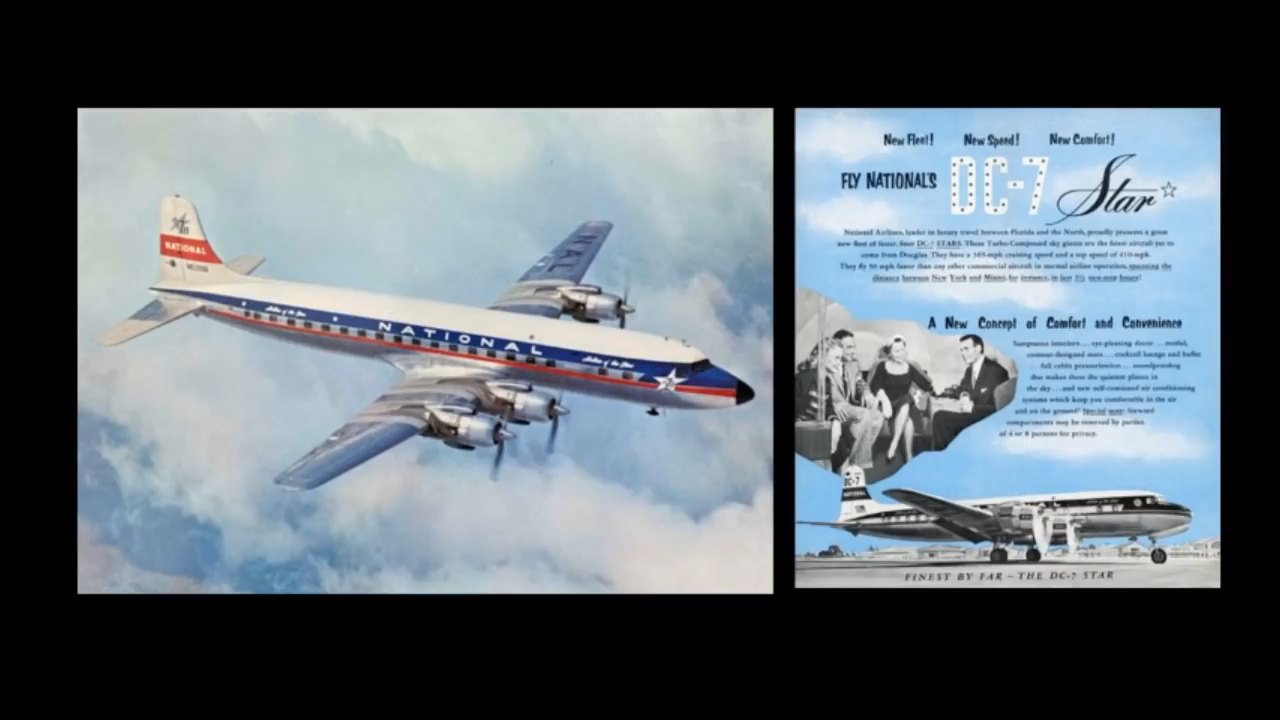 NATIONAL
NATIONAL
New Fleet! New Speed! New Comfort!
FLY NATIONAL'S DC-7 Star
National Airlines, leader in luxury travel between Florida and the North, proudly presents a great
new fleet of faster, finer DC-7 STARS. These Turbo-Compound sky giants are the finest aircraft yet to
come from Douglas. They have a 365-mph cruising speed and a top speed of 410-mph.
They fly 50 mph faster than any other commercial aircraft in normal airline operation, spanning the
distance between New York and Miami, for instance, in just non-stop hours!
A New Concept of Comfort and Convenience
Sumptuous interiors... eye-pleasing decor... restful,
contour-designed seats... cocktail lounge and buffet
... full cabin pressurization... soundproofing
that makes these the quietest planes in
the sky... and new self-contained air conditioning
systems which keep you comfortable in the air
and on the ground! Special note: forward
compartments may be reserved by parties
of 4 or 8 persons for privacy.
DC-7
NATIONAL
FINEST BY FAR – THE DC-7 STAR